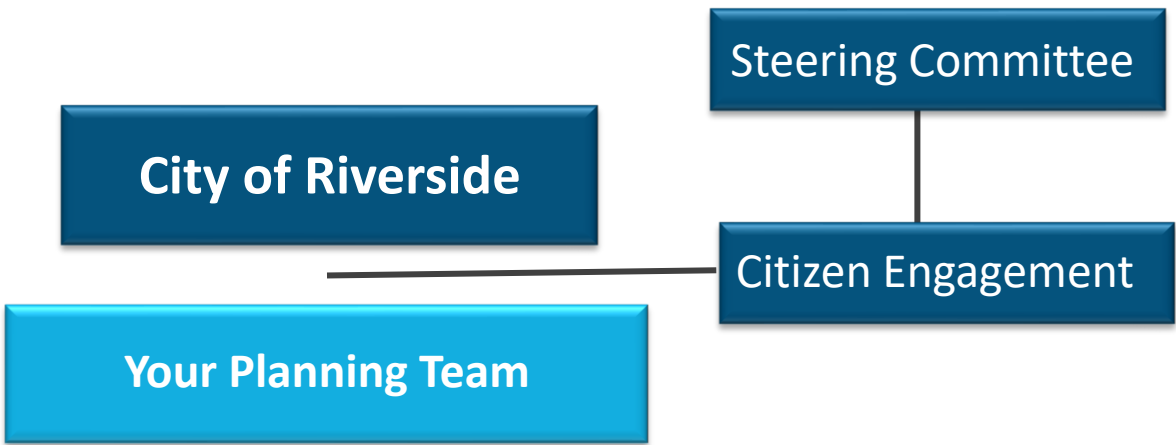 Steering Committee
City of Riverside
Citizen Engagement
Your Planning Team